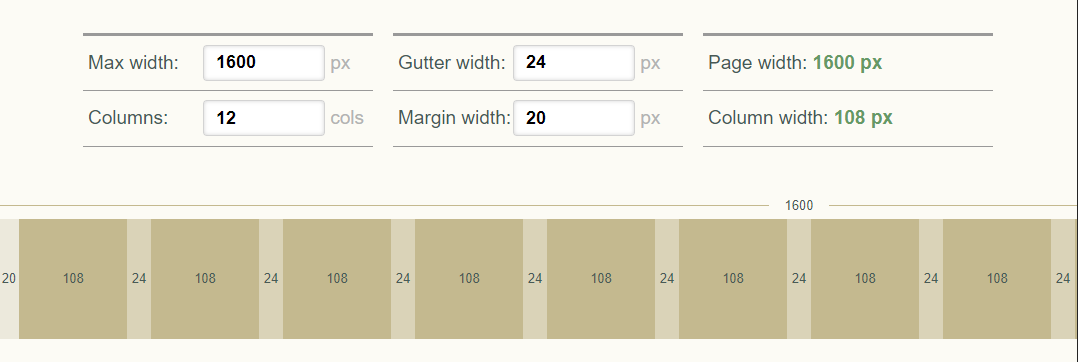 Max width: 1600 px Gutter width: 24 px Page width: 1600 px
Columns: 12 cols Margin width: 20 px Column width: 108 px
1600
20 108 24 108 24 108 24 108 24 108 24 108 24 108 24 108 24